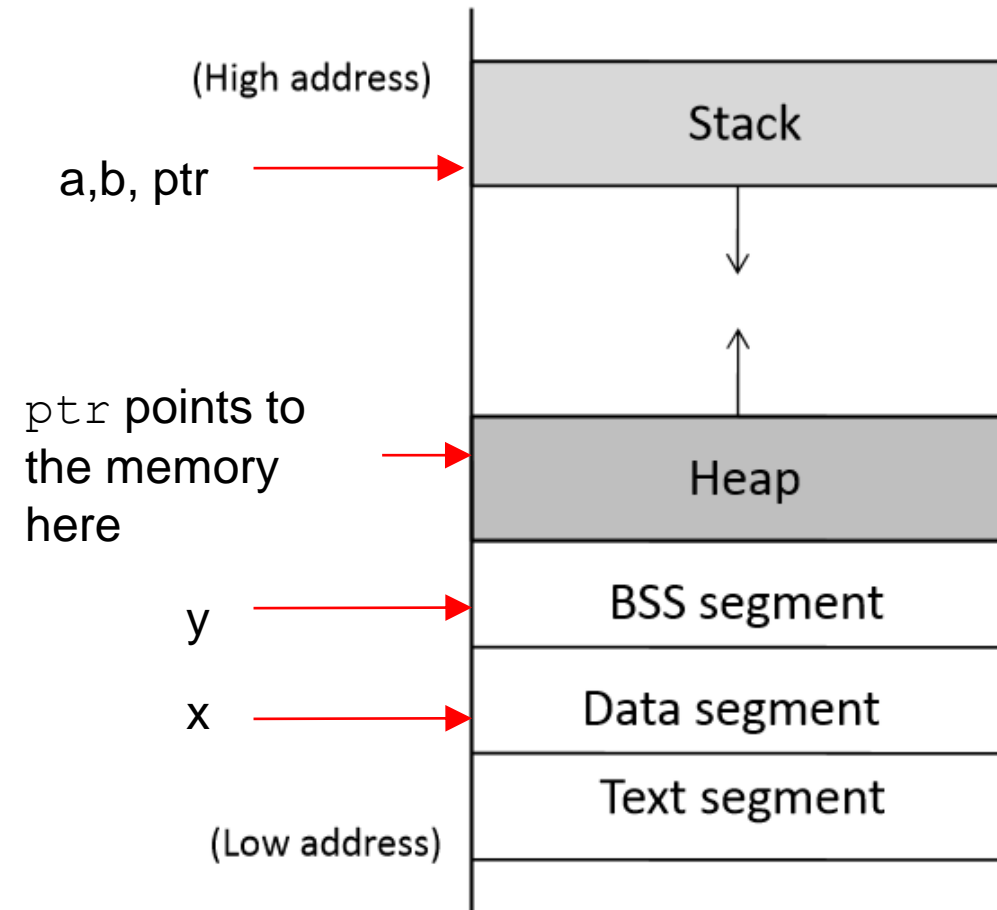 (High address)
Stack
a,b, ptr
ptr points to
the memory
here
Heap
y
BSS segment
x
Data segment
Text segment
(Low address)